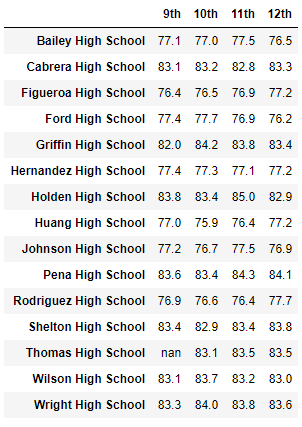 9th 10th 11th 12th
Bailey High School 77.1 77.0 77.5 76.5
Cabrera High School 83.1 83.2 82.8 83.3
Figueroa High School 76.4 76.5 76.9 77.2
Ford High School 77.4 77.7 76.9 76.2
Griffin High School 82.0 84.2 83.8 83.4
Hernandez High School 77.4 77.3 77.1 77.2
Holden High School 83.8 83.4 85.0 82.9
Huang High School 77.0 75.9 76.4 77.2
Johnson High School 77.2 76.7 77.5 76.9
Pena High School 83.6 83.4 84.3 84.1
Rodriguez High School 76.9 76.6 76.4 77.7
Shelton High School 83.4 82.9 83.4 83.8
Thomas High School nan 83.1 83.5 83.5
Wilson High School 83.1 83.7 83.2 83.0
Wright High School 83.3 84.0 83.8 83.6